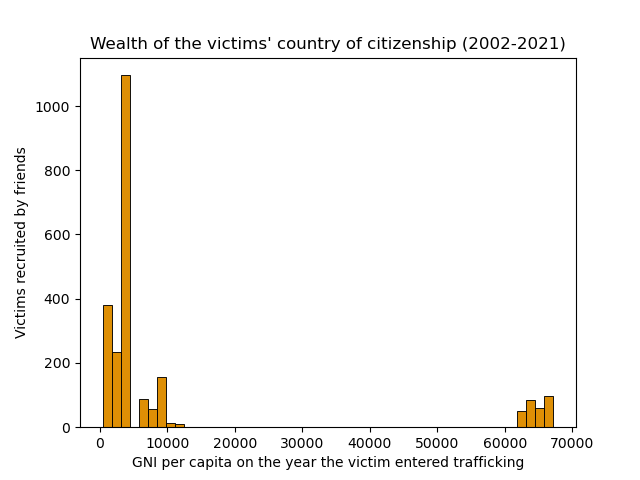 Wealth of the victims' country of citizenship (2002-2021)
Victims recruited by friends
1000
800
600
400
200
0
0 10000 20000 30000 40000 50000 60000 70000
GNI per capita on the year the victim entered trafficking